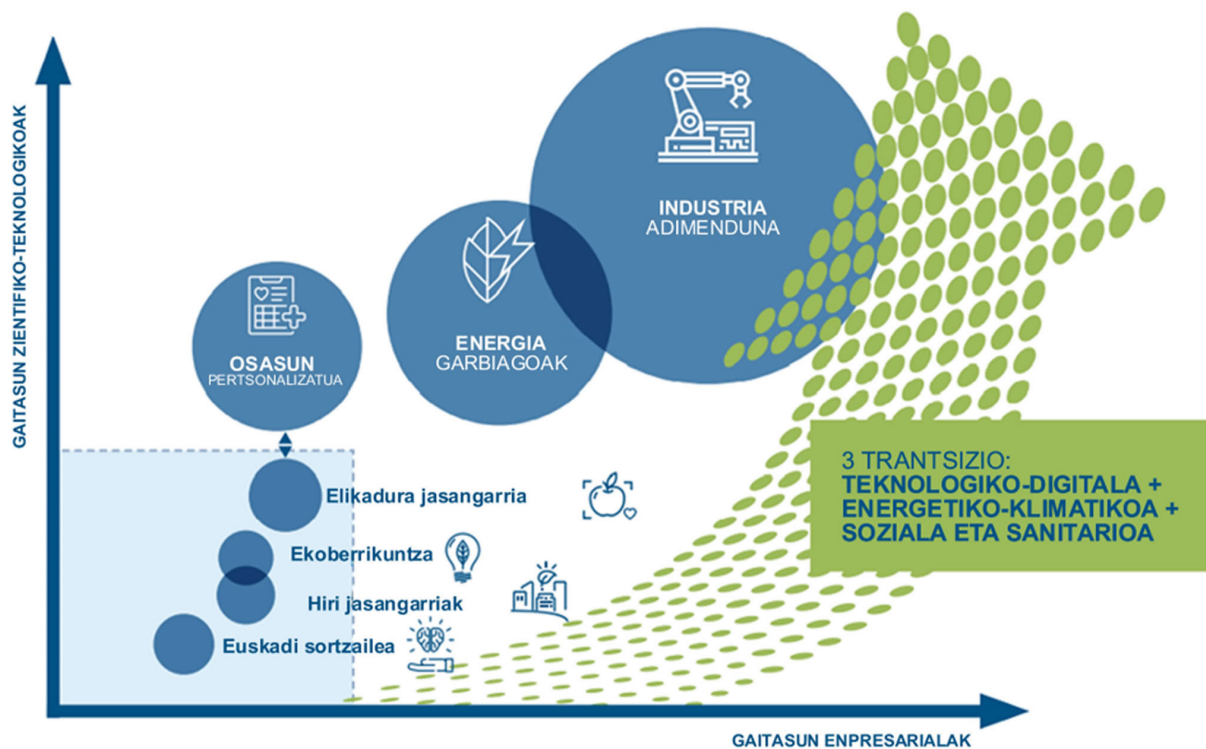 GAITASUN ZIENTIFIKO-TEKNOLOGIKOAK
INDUSTRIA
ADIMENDUNA
ENERGIA
GARBIAGOAK
OSASUN
PERTSONALIZATUA
3 TRANTSIZIO:
TEKNOLOGIKO-DIGITALA +
ENERGETIKO-KLIMATIKOA +
SOZIALA ETA SANITARIOA
Elikadura jasangarria
Ekoberrikuntza
Hiri jasangarriak
Euskadi sortzailea
GAITASUN ENPRESARIALAK